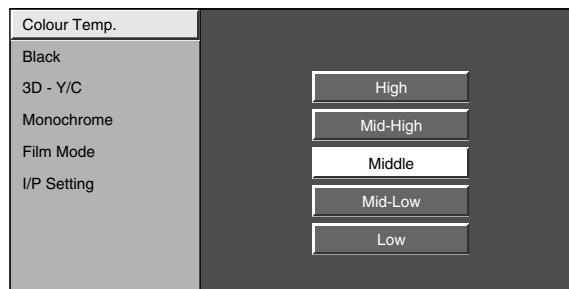 Colour Temp.
Black
3D - Y/C
Monochrome
Film Mode
I/P Setting
High
Mid-High
Middle
Mid-Low
Low